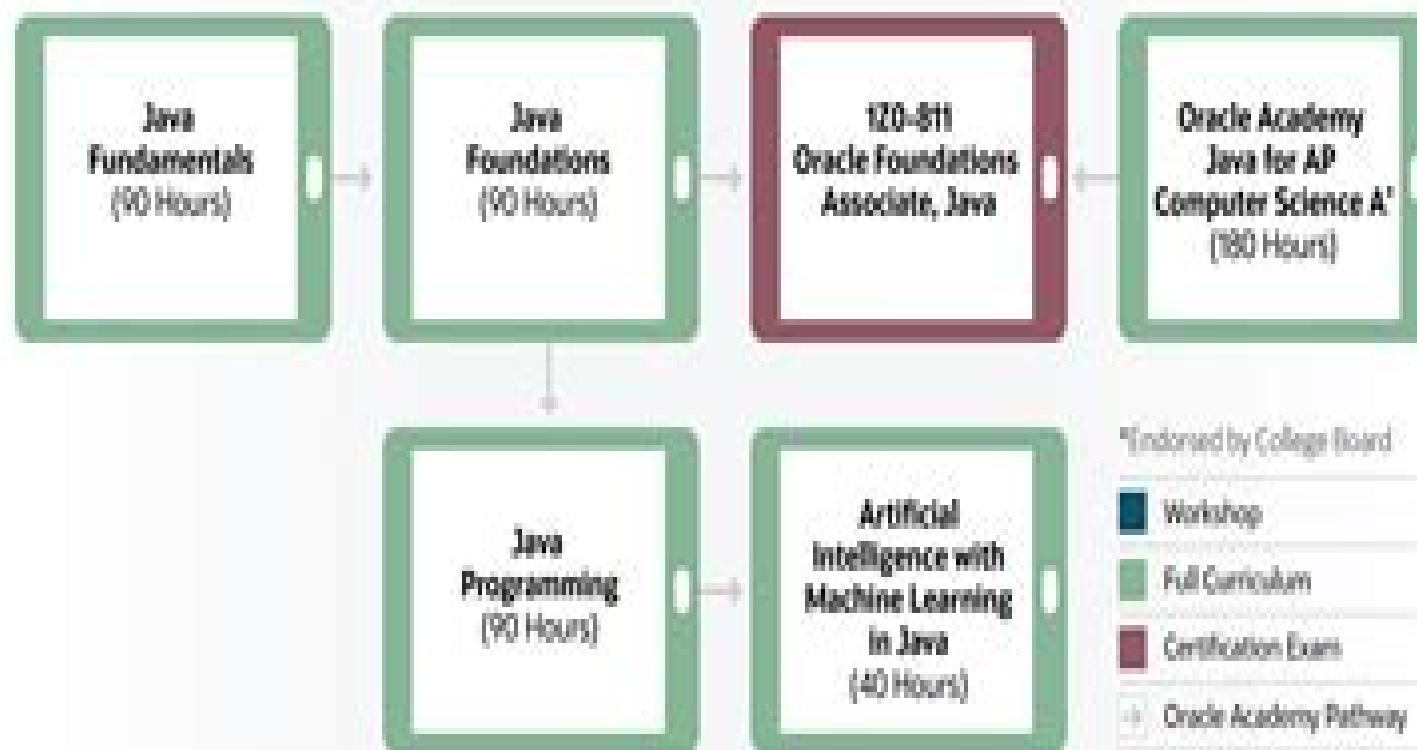 Java
Fundamentals
(90 Hours)
Java
Foundations
(90 Hours)
1Z0-811
Oracle Foundations
Associate, Java
Oracle Academy
Java for AP
Computer Science A*
(180 Hours)
Java
Programming
(90 Hours)
Artificial
Intelligence with
Machine Learning
in Java
(40 Hours)
*Endorsed by College Board
Workshop
Full Curriculum
Certification Exam
Oracle Academy Pathway